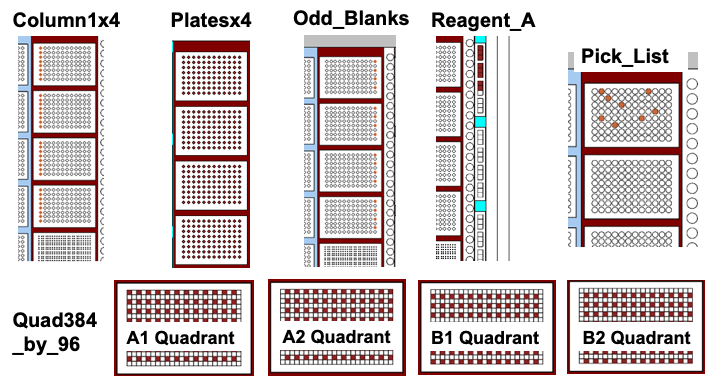 Column1x4
Platesx4
Odd_Blanks
Reagent_A
Pick_List
Quad384
_by_96
A1 Quadrant
A2 Quadrant
B1 Quadrant
B2 Quadrant